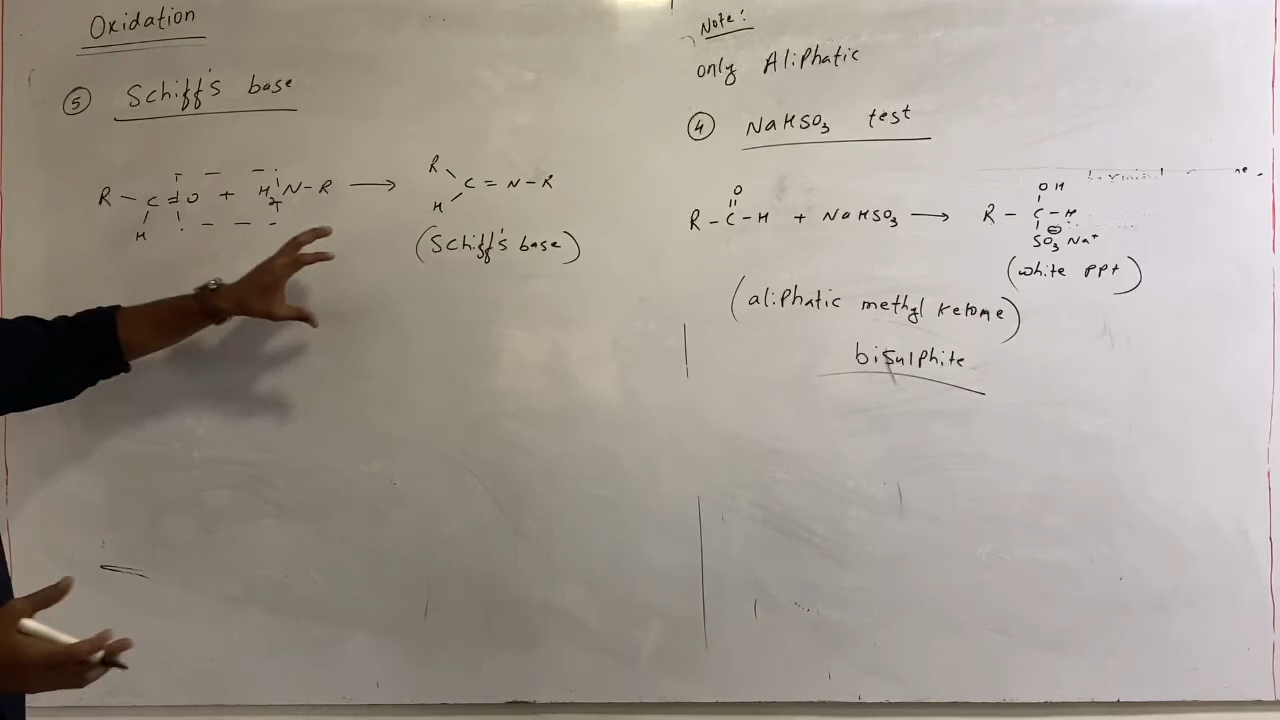 Oxidation
⑤ Schiff's base
R - C = O + H2N - R ⟶ R C = N - R
H
H
(Schiff's base)
Note:
only Aliphatic
④ NaHSO3 test
O
OH
R - C - H + NaHSO3 ⟶ R - C - H
SO3⊖ Na+
(white ppt)
(aliphatic methyl ketone)
bisulphite